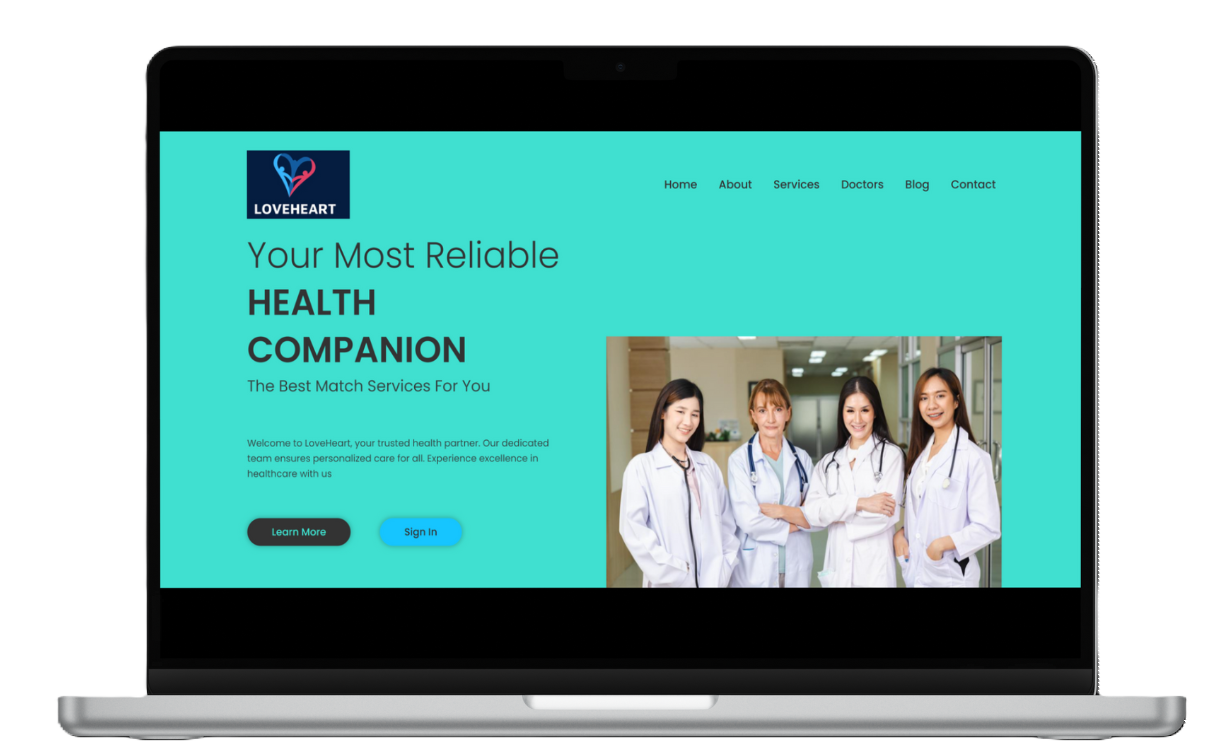 LOVEHEART
Home About Services Doctors Blog Contact
Your Most Reliable
HEALTH
COMPANION
The Best Match Services For You
Welcome to LoveHeart, your trusted health partner. Our dedicated
team ensures personalized care for all. Experience excellence in
healthcare with us
Learn More Sign In